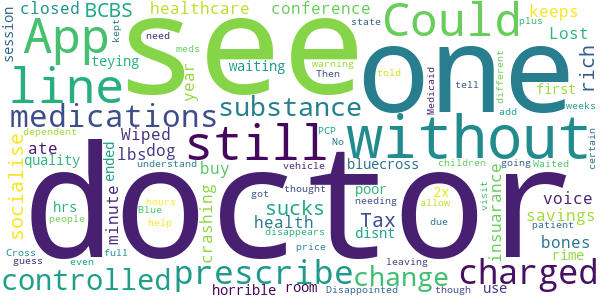 closed BCBS healthcare conference state plus keeps
session App see Could Lost rich
kept need meds
teying year waiting warning Then told one first
line Medicaid tell different add weeks
medications substance without
dependent Wiped
ate lbs dog still PCP No
quality ended understand buy vehicle bluecross children going Waited certain
socialise minute doctor voice
hrs people Blue hours help crashing got thought needing poor 2x allow visit
sucks health disappears Tax disnt due insuarance patient savings
Cross guess even full price leaving bones rime
controlled prescribe change charged
horrible room Disappointed though use